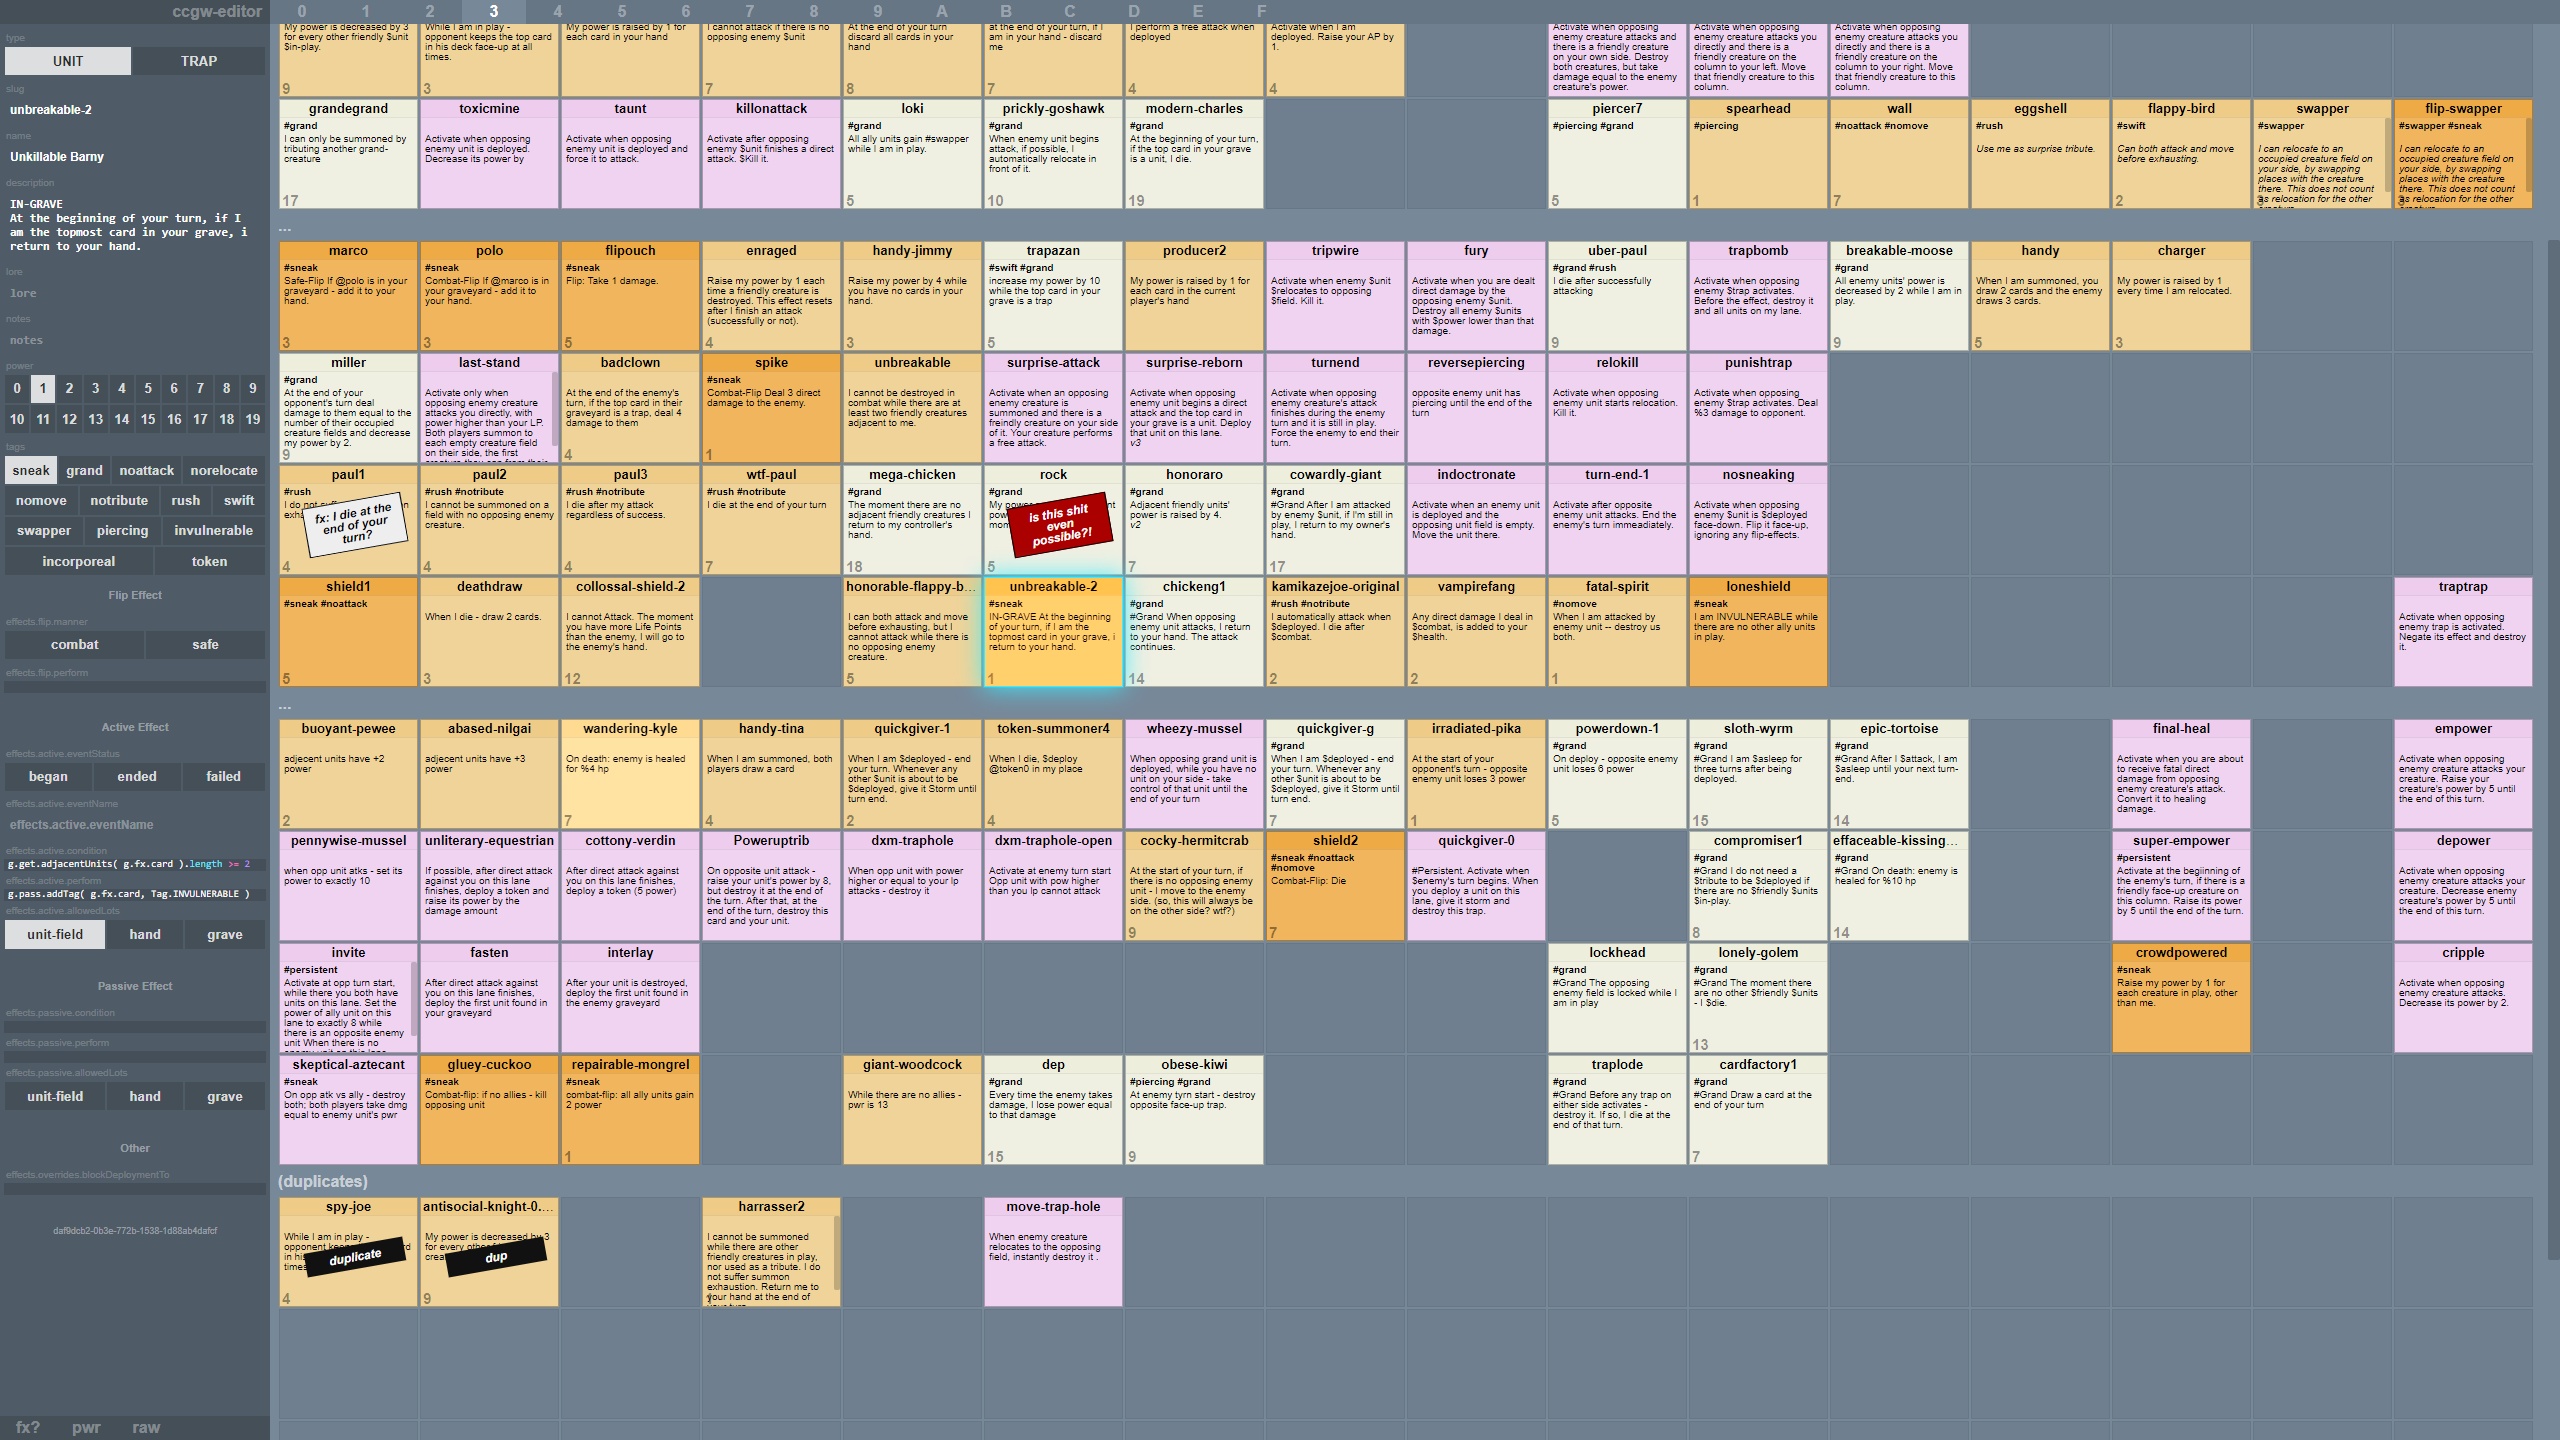 ccgw-editor
0 1 2 3 4 5 6 7 8 9 A B C D E F
type
UNIT TRAP
slug
unbreakable-2
name
Unkillable Barny
description
IN-GRAVE
At the beginning of your turn, if I
am the topmost card in your grave, i
return to your hand.
lore
lore
notes
notes
power
0 1 2 3 4 5 6 7 8 9
10 11 12 13 14 15 16 17 18 19
tags
sneak grand noattack norelocate
nomove notribute rush swift
swapper piercing invulnerable
incorporeal token
Flip Effect
effects.flip.manner
combat safe
effects.flip.perform
Active Effect
effects.active.eventStatus
began ended failed
effects.active.eventName
effects.active.eventName
effects.active.condition
g.get.adjacentUnits( g.fx.card ).length >= 2
effects.active.perform
g.pass.addTag( g.fx.card, Tag.INVULNERABLE )
effects.active.allowedLots
unit-field hand grave
Passive Effect
effects.passive.condition
effects.passive.perform
effects.passive.allowedLots
unit-field hand grave
Other
effects.overrides.blockDeploymentTo
daf9dcb2-0b3e-772b-1538-1d88ab4dafcf
fx? pwr raw
My power is decreased by 3
for every other friendly $unit
$in-play.
9
While I am in play -
opponent keeps the top card
in his deck face-up at all
times.
3
My power is raised by 1 for
each card in your hand
4
I cannot attack if there is no
opposing enemy $unit
7
At the end of your turn
discard all cards in your
hand
8
at the end of your turn, if I
am in your hand - discard
me
7
I perform a free attack when
deployed
4
Activate when I am
deployed. Raise your AP by
1.
4
Activate when opposing
enemy creature attacks and
there is a friendly creature
on your own side. Destroy
both creatures, but take
damage equal to the enemy
creature's power.
Activate when opposing
enemy creature attacks you
directly and there is a
friendly creature on the
column to your left. Move
that friendly creature to this
column.
Activate when opposing
enemy creature attacks you
directly and there is a
friendly creature on the
column to your right. Move
that friendly creature to this
column.
grandegrand
#grand
I can only be summoned by
tributing another grand-
creature
17
toxicmine
Activate when opposing
enemy unit is deployed.
Decrease its power by
taunt
Activate when opposing
enemy unit is deployed and
force it to attack.
killonattack
Activate after opposing
enemy $unit finishes a direct
attack. $Kill it.
loki
#grand
All ally units gain #swapper
while I am in play.
5
prickly-goshawk
#grand
When enemy unit begins
attack, if possible, I
automatically relocate in
front of it.
10
modern-charles
#grand
At the beginning of your turn,
if the top card in your grave
is a unit, I die.
19
piercer7
#piercing #grand
5
spearhead
#piercing
1
wall
#noattack #nomove
7
eggshell
#rush
Use me as surprise tribute.
flappy-bird
#swift
Can both attack and move
before exhausting.
2
swapper
#swapper
I can relocate to an
occupied creature field on
your side, by swapping
places with the creature
there. This does not count
as relocation for the other
flip-swapper
#swapper #sneak
I can relocate to an
occupied creature field on
your side, by swapping
places with the creature
there. This does not count
as relocation for the other
...
marco
#sneak
Safe-Flip If @polo is in your
graveyard - add it to your
hand.
3
polo
#sneak
Combat-Flip If @marco is in
your graveyard - add it to
your hand.
3
flipouch
#sneak
Flip: Take 1 damage.
5
enraged
Raise my power by 1 each
time a friendly creature is
destroyed. This effect resets
after I finish an attack
(successfully or not).
4
handy-jimmy
Raise my power by 4 while
you have no cards in your
hand.
3
trapazan
#swift #grand
increase my power by 10
while the top card in your
grave is a trap
5
producer2
My power is raised by 1 for
each card in the current
player's hand
tripwire
Activate when enemy $unit
$relocates to opposing
$field. Kill it.
fury
Activate when you are dealt
direct damage by the
opposing enemy $unit.
Destroy all enemy $units
with $power lower than that
damage.
uber-paul
#grand #rush
I die after successfully
attacking
9
trapbomb
Activate when opposing
enemy $trap activates.
Before the effect, destroy it
and all units on my lane.
breakable-moose
#grand
All enemy units' power is
decreased by 2 while I am in
play.
9
handy
When I am summoned, you
draw 2 cards and the enemy
draws 3 cards.
5
charger
My power is raised by 1
every time I am relocated.
3
miller
#grand
At the end of your
opponent's turn deal
damage to them equal to the
number of their occupied
creature fields and decrease
my power by 2.
9
last-stand
Activate only when
opposing enemy creature
attacks you directly, with
power higher than your LP.
Both players summon to
each empty creature field
on their side, the first
badclown
At the end of the enemy's
turn, if the top card in their
graveyard is a trap, deal 4
damage to them
4
spike
#sneak
Combat-Flip Deal 3 direct
damage to the enemy.
1
unbreakable
I cannot be destroyed in
combat while there are at
least two friendly creatures
adjacent to me.
surprise-attack
Activate when an opposing
enemy creature is
summoned and there is a
freindly creature on your side
of it. Your creature performs
a free attack.
surprise-reborn
Activate when opposing
enemy unit begins a direct
attack and the top card in
your grave is a unit. Deploy
that unit on this lane.
v3
turnend
Activate when opposing
enemy creature's attack
finishes during the enemy
turn and it is still in play.
Force the enemy to end their
turn.
reversepiercing
opposite enemy unit has
piercing until the end of the
turn
relokill
Activate when opposing
enemy unit starts relocation.
Kill it.
punishtrap
Activate when opposing
enemy $trap activates. Deal
%3 damage to opponent.
paul1
#rush
fx: I die at the
end of your
turn?
4
paul2
#rush #notribute
I cannot be summoned on a
field with no opposing enemy
creature.
4
paul3
#rush #notribute
I die after my attack
regardless of success.
4
wtf-paul
#rush #notribute
I die at the end of your turn
7
mega-chicken
#grand
The moment there are no
adjacent friendly creatures I
return to my controller's
hand.
18
rock
#grand
Is this shit
even
possible?!
5
honoraro
#grand
Adjacent friendly units'
power is raised by 4.
v2
7
cowardly-giant
#grand
#Grand After I am attacked
by enemy $unit, if I'm still in
play, I return to my owner's
hand.
17
indoctronate
Activate when an enemy unit
is deployed and the
opposing unit field is empty.
Move the unit there.
turn-end-1
Activate after opposite
enemy unit attacks. End the
enemy's turn immeadiately.
nosneaking
Activate when opposing
enemy $unit is $deployed
face-down. Flip it face-up,
ignoring any flip-effects.
shield1
#sneak #noattack
5
deathdraw
When I die - draw 2 cards.
3
collossal-shield-2
I cannot Attack. The moment
you have more Life Points
than the enemy, I will go to
the enemy's hand.
12
honorable-flappy-b...
I can both attack and move
before exhausting, but I
cannot attack while there is
no opposing enemy
creature.
5
unbreakable-2
#sneak
IN-GRAVE At the beginning
of your turn, if I am the
topmost card in your grave, i
return to your hand.
1
chickeng1
#grand
#Grand When opposing
enemy unit attacks, I return
to your hand. The attack
continues.
14
kamikazejoe-original
#rush #notribute
I automatically attack when
$deployed. I die after
$combat.
2
vampirefang
Any direct damage I deal in
$combat, is added to your
$health.
2
fatal-spirit
#nomove
When I am attacked by
enemy unit -- destroy us
both.
1
loneshield
#sneak
I am INVULNERABLE while
there are no other ally units
in play.
traptrap
Activate when opposing
enemy trap is activated.
Negate its effect and destroy
it.
...
buoyant-pewee
adjecent units have +2
power
2
abased-nilgai
adjecent units have +3
power
wandering-kyle
On death: enemy is healed
for %4 hp
7
handy-tina
When I am summoned, both
players draw a card
4
quickgiver-1
When I am $deployed - end
your turn. Whenever any
other $unit is about to be
$deployed, give it Storm until
turn end.
2
token-summoner4
When I die, $deploy
@token0 in my place
4
wheezy-mussel
When opposing grand unit is
deployed, while you have no
unit on your side - take
control of that unit until the
end of your turn
quickgiver-g
#grand
When I am $deployed - end
your turn. Whenever any
other $unit is about to be
$deployed, give it Storm until
turn end.
7
irradiated-pika
At the start of your
opponent's turn - opposite
enemy unit loses 3 power
1
powerdown-1
#grand
On deploy - opposite enemy
unit loses 6 power
5
sloth-wyrm
#grand
#Grand I am $asleep for
three turns after being
deployed.
15
epic-tortoise
#grand
#Grand After I $attack, I am
$asleep until your next turn-
end.
14
final-heal
Activate when you are about
to receive fatal direct
damage from opposing
enemy creature's attack.
Convert it to healing
damage.
empower
Activate when opposing
enemy creature attacks your
creature. Raise your
creature's power by 5 until
the end of this turn.
pennywise-mussel
when opp unit atks - set its
power to exactly 10
unliterary-equestrian
If possible, after direct attack
against you on this lane
finishes, deploy a token and
raise its power by the
damage amount
cottony-verdin
After direct attack against
you on this lane finishes,
deploy a token (5 power)
Poweruptrib
On opposite unit attack -
raise your unit's power by 8,
but destroy it at the end of
the turn. After that, at the
end of the turn, destroy this
card and your unit.
dxm-traphole
When opp unit with power
higher or equal to your lp
attacks - destroy it
dxm-traphole-open
Activate at enemy turn start
Opp unit with pow higher
than you lp cannot attack
cocky-hermitcrab
At the start of your turn, if
there is no opposing enemy
unit - I move to the enemy
side. (so, this will always be
on the other side? wtf?)
9
shield2
#sneak #noattack
#nomove
Combat-Flip: Die
7
quickgiver-0
#Persistent. Activate when
$enemy's turn begins. When
you deploy a unit on this
lane, give it storm and
destroy this trap.
compromiser1
#grand
#Grand I do not need a
$tribute to be $deployed if
there are no $friendly $units
$in-play.
8
effaceable-kissing...
#grand
#Grand On death: enemy is
healed for %10 hp
14
super-empower
#persistent
Activate at the begiinning of
the enemy's turn, if there is a
friendly face-up creature on
this column. Raise its power
by 5 until the end of the turn.
depower
Activate when opposing
enemy creature attacks your
creature. Decrease enemy
creature's power by 5 until
the end of this turn.
invite
#persistent
Activate at opp turn start,
while there you both have
units on this lane. Set the
power of ally unit on this
lane to exactly 8 while
there is an opposite enemy
unit When there is no
fasten
After direct attack against
you on this lane finishes,
deploy the first unit found in
your graveyard
interlay
After your unit is destroyed,
deploy the first unit found in
the enemy graveyard
lockhead
#grand
#Grand The opposing
enemy field is locked while I
am in play
lonely-golem
#grand
#Grand The moment there
are no other $friendly $units
- I $die.
13
crowdpowered
#sneak
Raise my power by 1 for
each creature in play, other
than me.
cripple
Activate when opposing
enemy creature attacks.
Decrease its power by 2.
skeptical-aztecant
#sneak
On opp atk vs ally - destroy
both; both players take dmg
equal to enemy unit's pwr
gluey-cuckoo
#sneak
Combat-flip: if no allies - kill
opposing unit
repairable-mongrel
#sneak
combat-flip: all ally units gain
2 power
1
giant-woodcock
While there are no allies -
pwr is 13
dep
#grand
Every time the enemy takes
damage, I lose power equal
to that damage
15
obese-kiwi
#piercing #grand
At enemy tyrn start - destroy
opposite face-up trap.
9
traplode
#grand
#Grand Before any trap on
either side activates -
destroy it. If so, I die at the
end of that turn.
cardfactory1
#grand
#Grand Draw a card at the
end of your turn
7
(duplicates)
spy-joe
While I am in play -
duplicate
4
antisocial-knight-0....
My power is decreased by 3
dup
9
harrasser2
I cannot be summoned
while there are other
friendly creatures in play,
nor used as a tribute. I do
not suffer summon
exhaustion. Return me to
your hand at the end of
move-trap-hole
When enemy creature
relocates to the opposing
field, instantly destroy it .